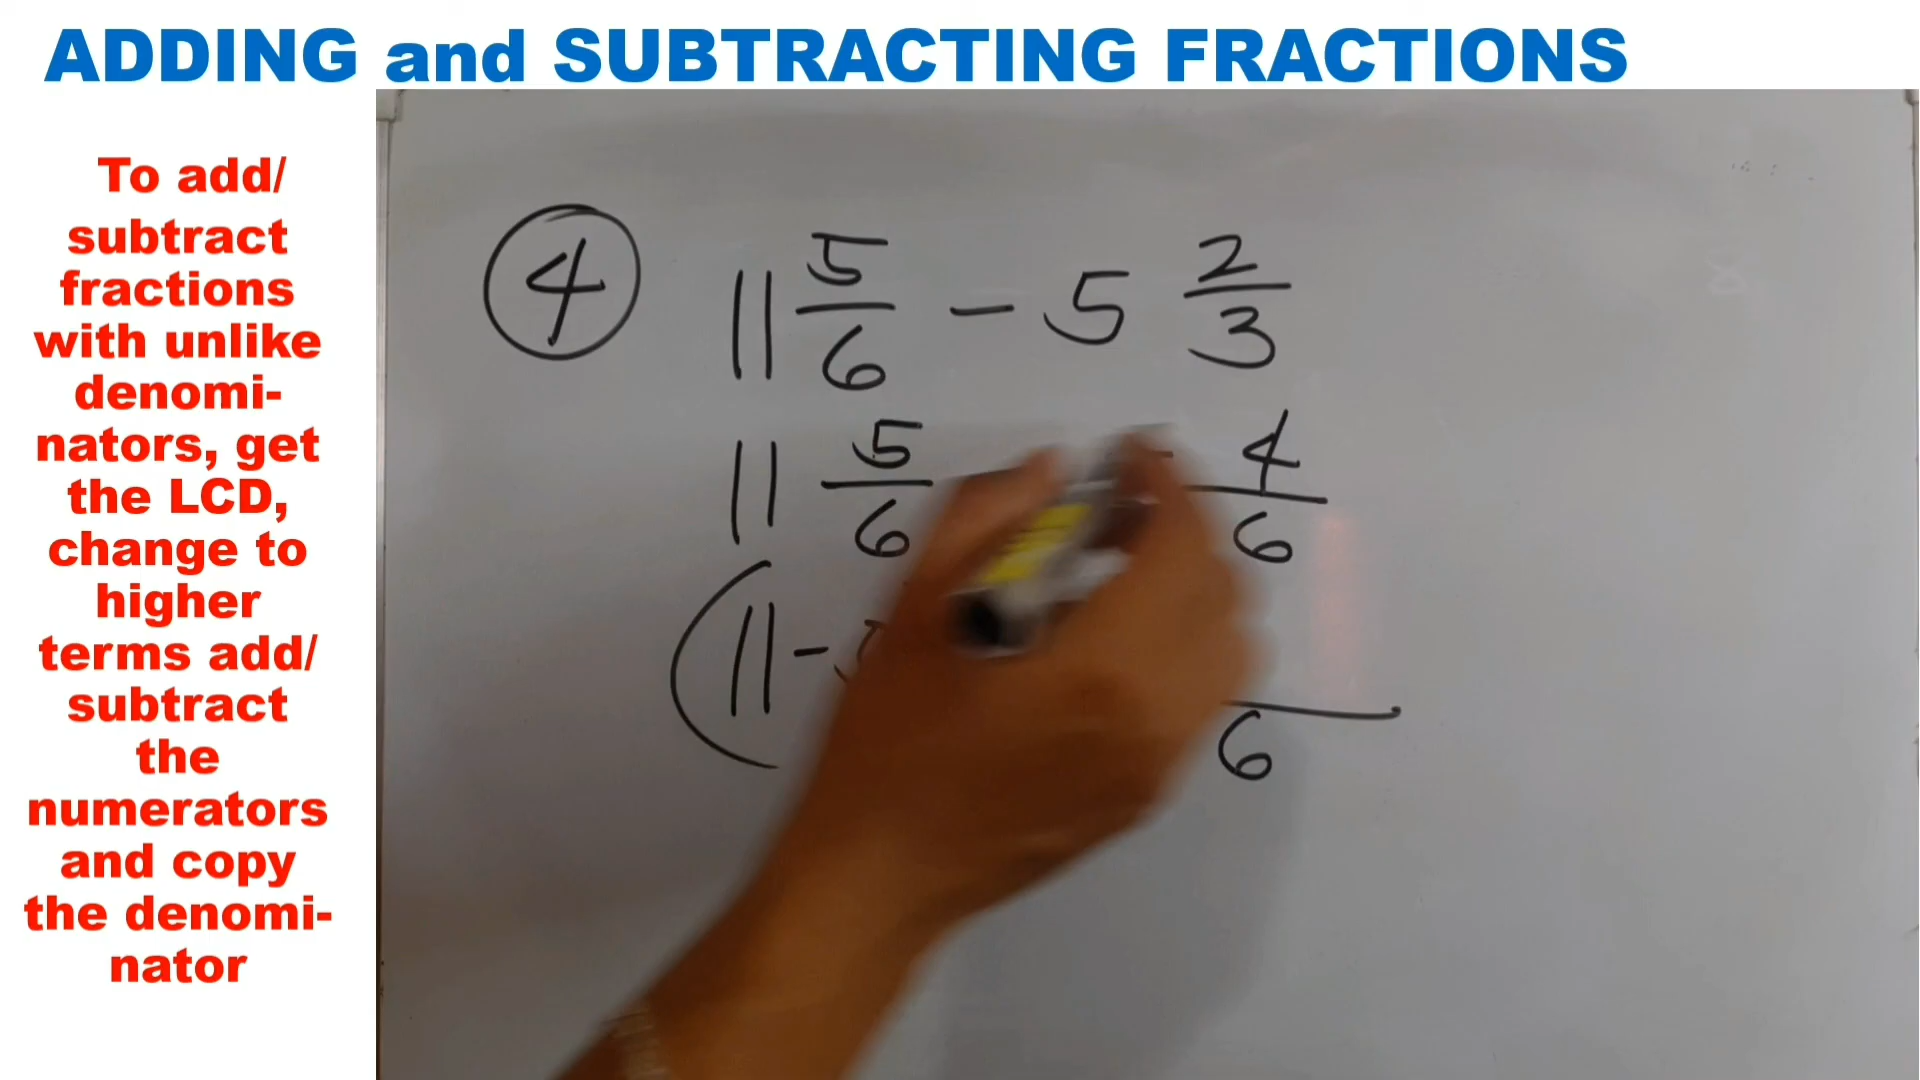 ADDING and SUBTRACTING FRACTIONS
To add/
subtract
fractions
with unlike
denomi-
nators, get
the LCD,
change to
higher
terms add/
subtract
the
numerators
and copy
the denomi-
nator
4 11 5/6 - 5 2/3
11 5/6 - 4/6
(11 - 
6